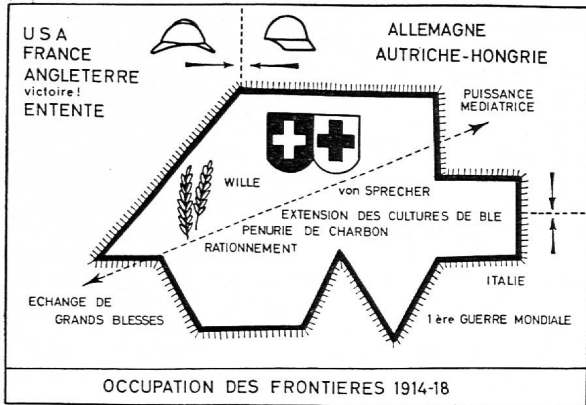 USA
FRANCE
ANGLETERRE
victoire!
ENTENTE
ALLEMAGNE
AUTRICHE-HONGRIE
PUISSANCE
MEDIATRICE
WILLE
von SPRECHER
EXTENSION DES CULTURES DE BLE
PENURIE DE CHARBON
RATIONNEMENT
ECHANGE DE
GRANDS BLESSES
ITALIE
1ère GUERRE MONDIALE
OCCUPATION DES FRONTIERES 1914-18